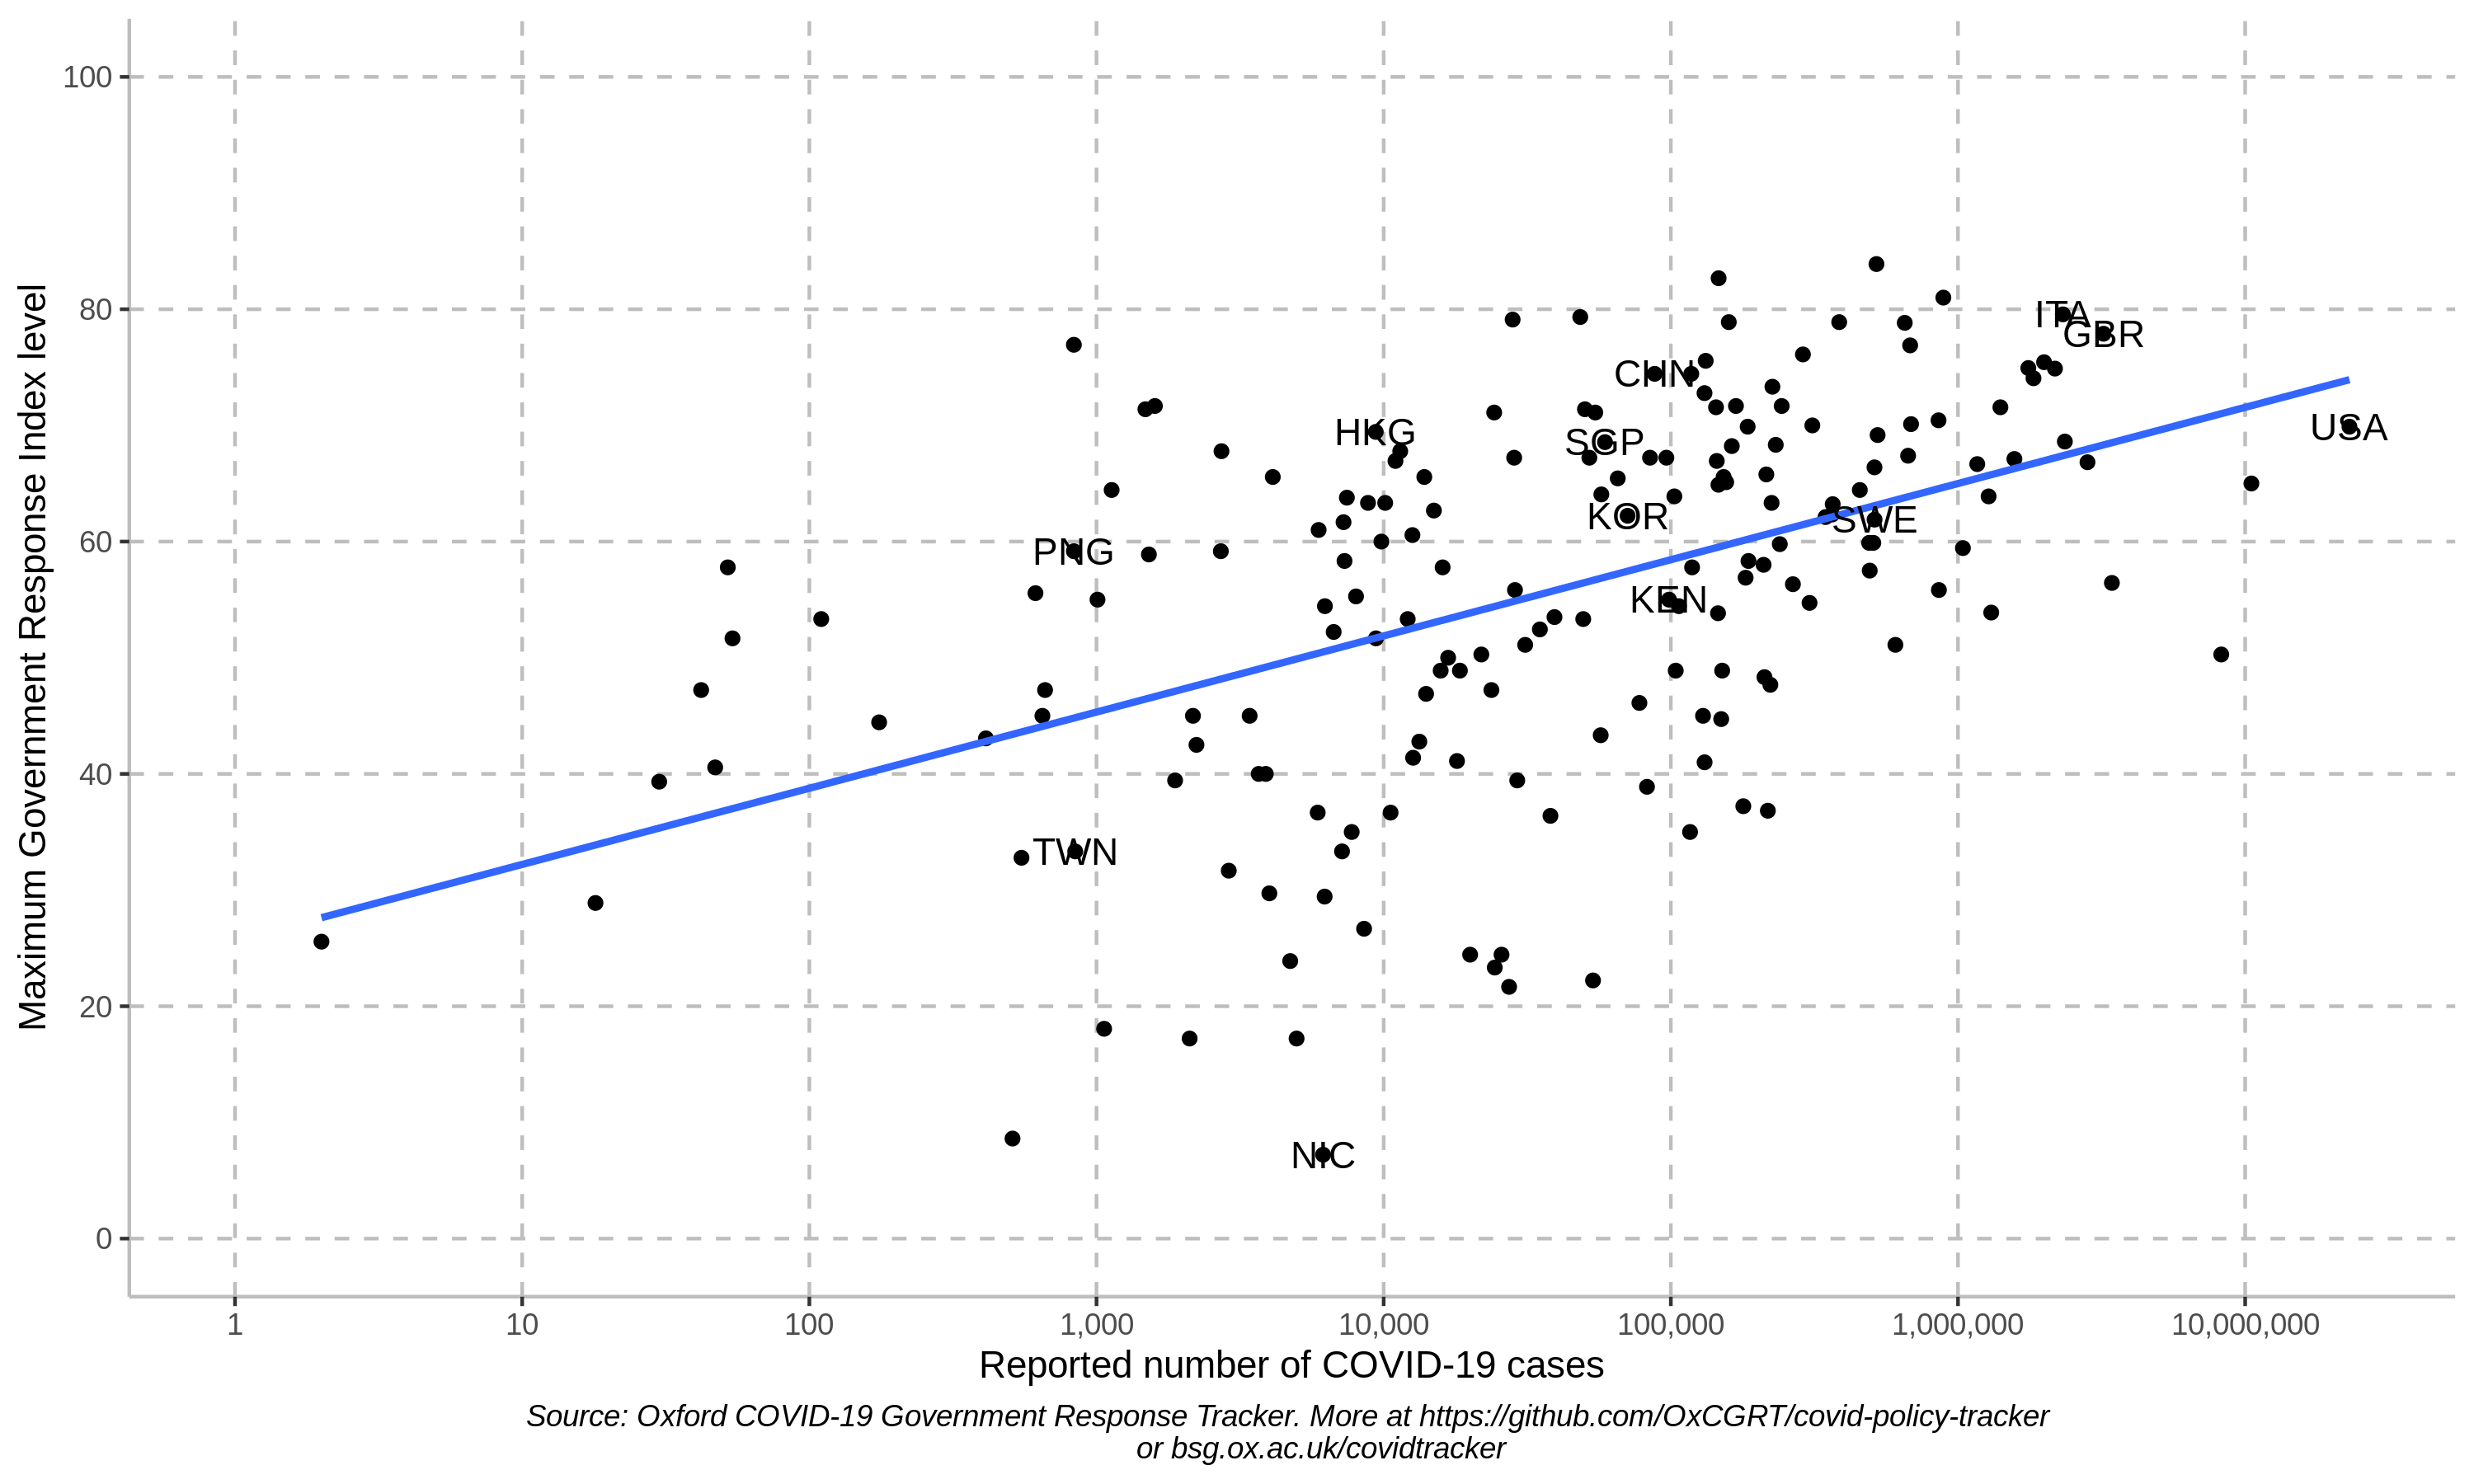 Maximum Government Response Index level
100
80
60
40
20
0
ITA
GBR
CHN
USA
HKG
SGP
KOR
SWE
PNG
KEN
TWN
NIC
1 10 100 1,000 10,000 100,000 1,000,000 10,000,000
Reported number of COVID-19 cases
Source: Oxford COVID-19 Government Response Tracker. More at https://github.com/OxCGRT/covid-policy-tracker
or bsg.ox.ac.uk/covidtracker